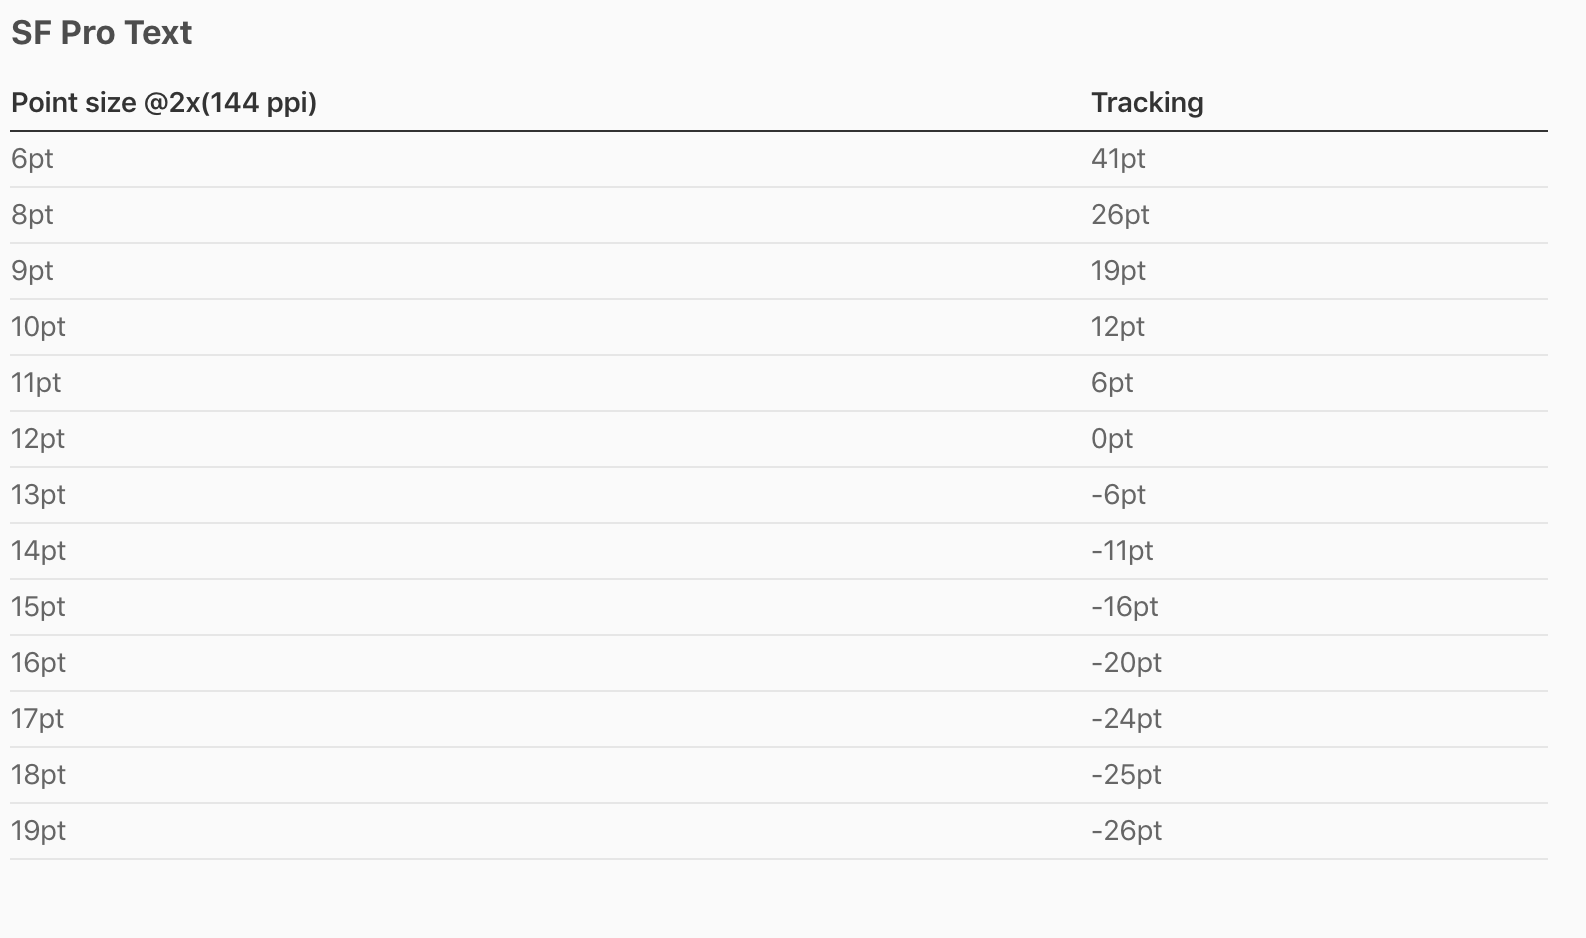 SF Pro Text
Point size @2x(144 ppi) Tracking
6pt 41pt
8pt 26pt
9pt 19pt
10pt 12pt
11pt 6pt
12pt 0pt
13pt -6pt
14pt -11pt
15pt -16pt
16pt -20pt
17pt -24pt
18pt -25pt
19pt -26pt